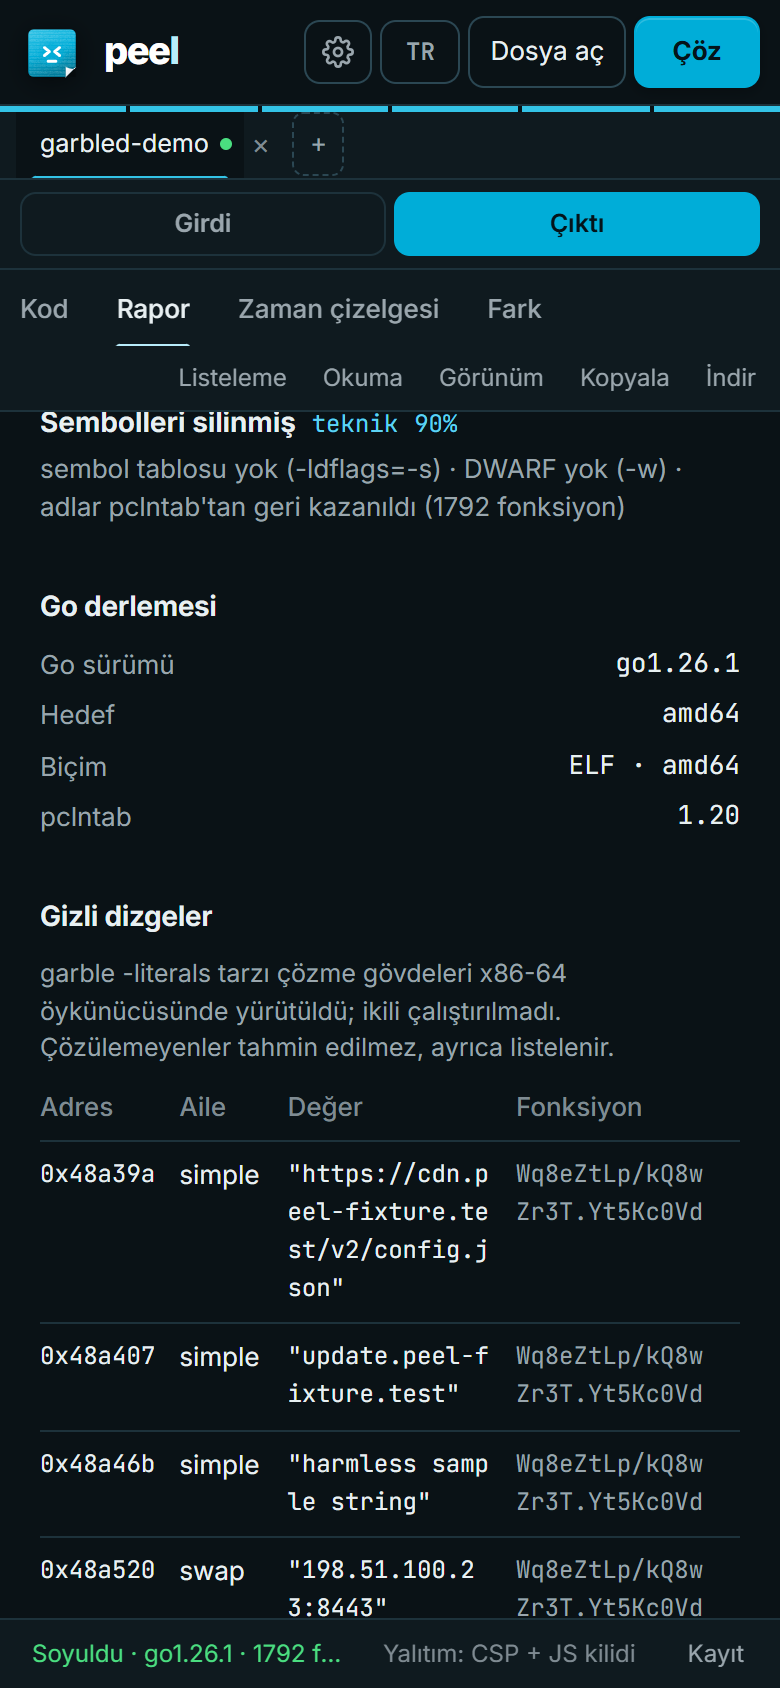 peel
TR
Dosya aç
Çöz
garbled-demo
×
+
Girdi
Çıktı
Kod
Rapor
Zaman çizelgesi
Fark
Listeleme
Okuma
Görünüm
Kopyala
İndir
Sembolleri silinmiş teknik 90%
sembol tablosu yok (-ldflags=-s) · DWARF yok (-w) ·
adlar pclntab'tan geri kazanıldı (1792 fonksiyon)
Go derlemesi
Go sürümü go1.26.1
Hedef amd64
Biçim ELF · amd64
pclntab 1.20
Gizli dizgeler
garble -literals tarzı çözme gövdeleri x86-64
öykünücüsünde yürütüldü; ikili çalıştırılmadı.
Çözülemeyenler tahmin edilmez, ayrıca listelenir.
Adres Aile Değer Fonksiyon
0x48a39a simple "https://cdn.p Wq8eZtLp/kQ8w
eel-fixture.te Zr3T.Yt5Kc0Vd
st/v2/config.j
son"
0x48a407 simple "update.peel-f Wq8eZtLp/kQ8w
ixture.test" Zr3T.Yt5Kc0Vd
0x48a46b simple "harmless samp Wq8eZtLp/kQ8w
le string" Zr3T.Yt5Kc0Vd
0x48a520 swap "198.51.100.2 Wq8eZtLp/kQ8w
3:8443" Zr3T.Yt5Kc0Vd
Soyuldu · go1.26.1 · 1792 f...
Yalıtım: CSP + JS kilidi
Kayıt